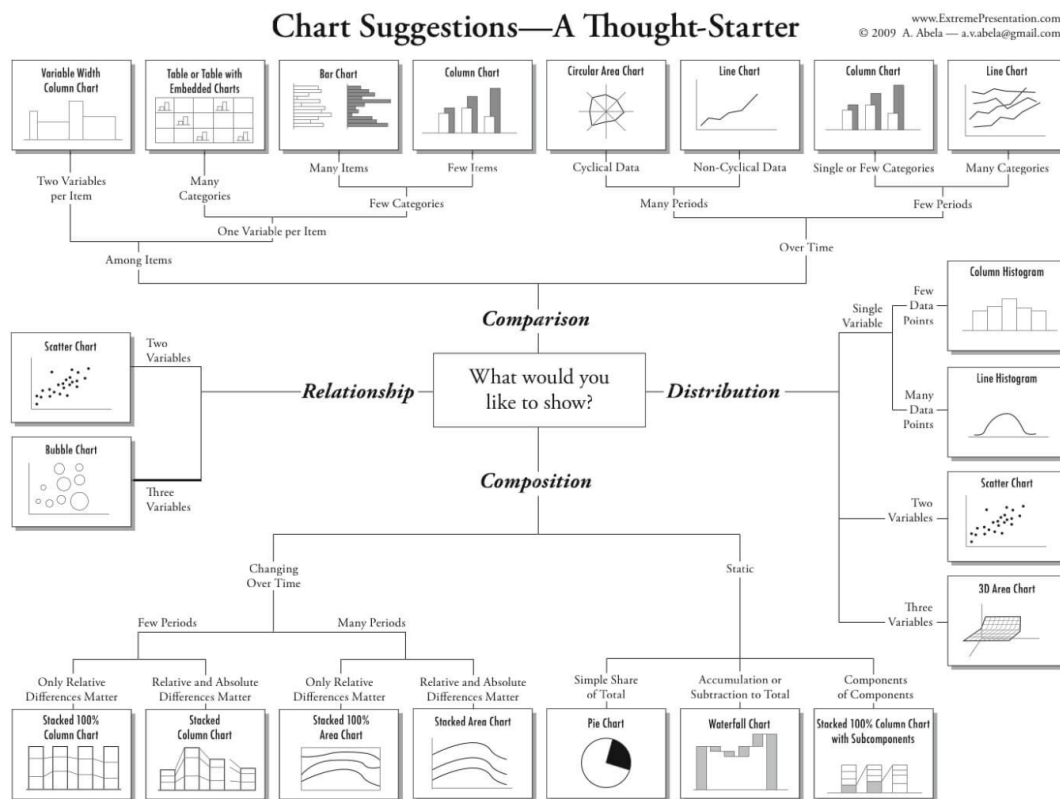 Chart Suggestions—A Thought-Starter
www.ExtremePresentation.com
© 2009 A. Abela — a.v.abela@gmail.com
Variable Width
Column Chart
Table or Table with
Embedded Charts
Bar Chart
Column Chart
Circular Area Chart
Line Chart
Column Chart
Line Chart
Two Variables
per Item
Many
Categories
Many Items
Few Items
Cyclical Data
Non-Cyclical Data
Single or Few Categories
Many Categories
Few Categories
Many Periods
Few Periods
One Variable per Item
Over Time
Among Items
Comparison
What would you
like to show?
Relationship
Two
Variables
Scatter Chart
Three
Variables
Bubble Chart
Distribution
Single
Variable
Few
Data
Points
Column Histogram
Many
Data
Points
Line Histogram
Two
Variables
Scatter Chart
Three
Variables
3D Area Chart
Composition
Changing
Over Time
Static
Few Periods
Many Periods
Only Relative
Differences Matter
Relative and Absolute
Differences Matter
Only Relative
Differences Matter
Relative and Absolute
Differences Matter
Simple Share
of Total
Accumulation or
Subtraction to Total
Components
of Components
Stacked 100%
Column Chart
Stacked
Column Chart
Stacked 100%
Area Chart
Stacked Area Chart
Pie Chart
Waterfall Chart
Stacked 100% Column Chart
with Subcomponents